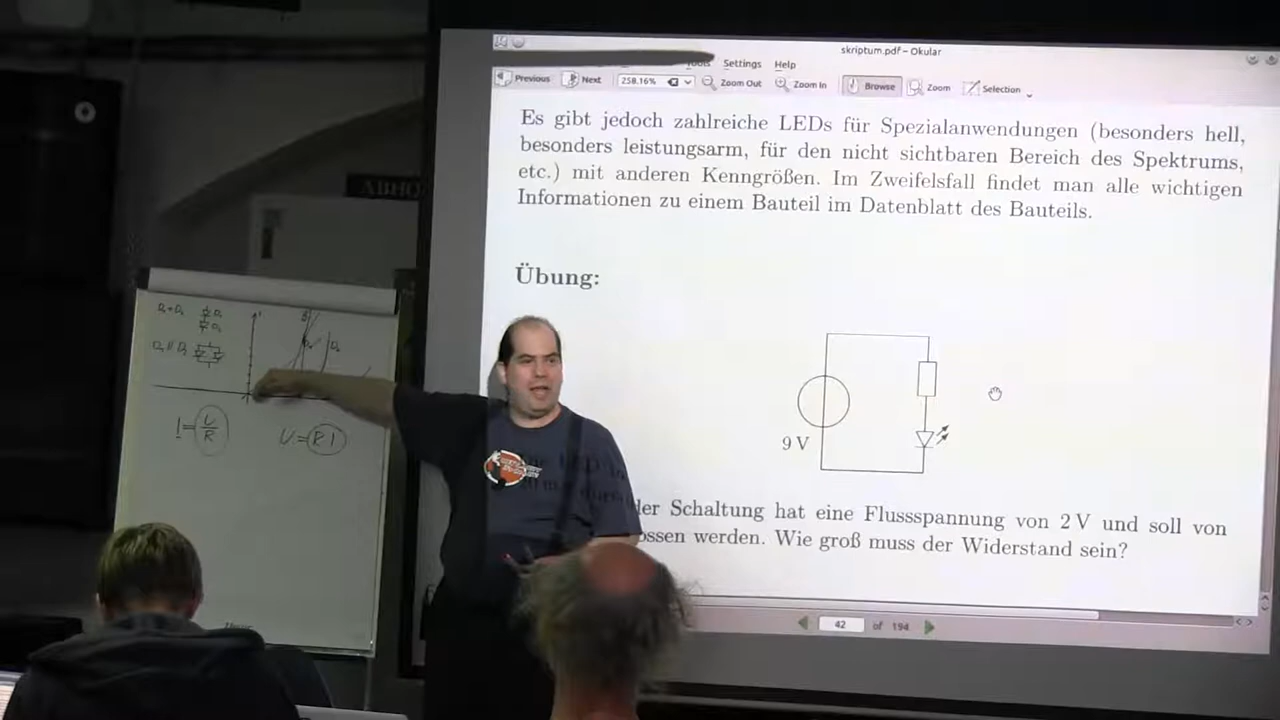 skriptum.pdf – Okular
Settings Help
Previous Next 258.16% Zoom Out Zoom In Browse Zoom Selection
Es gibt jedoch zahlreiche LEDs für Spezialanwendungen (besonders hell,
besonders leistungsarm, für den nicht sichtbaren Bereich des Spektrums,
etc.) mit anderen Kenngrößen. Im Zweifelsfall findet man alle wichtigen
Informationen zu einem Bauteil im Datenblatt des Bauteils.
Übung:
9 V
der Schaltung hat eine Flussspannung von 2 V und soll von
werden. Wie groß muss der Widerstand sein?
42 of 194
I = U/R
U = R I